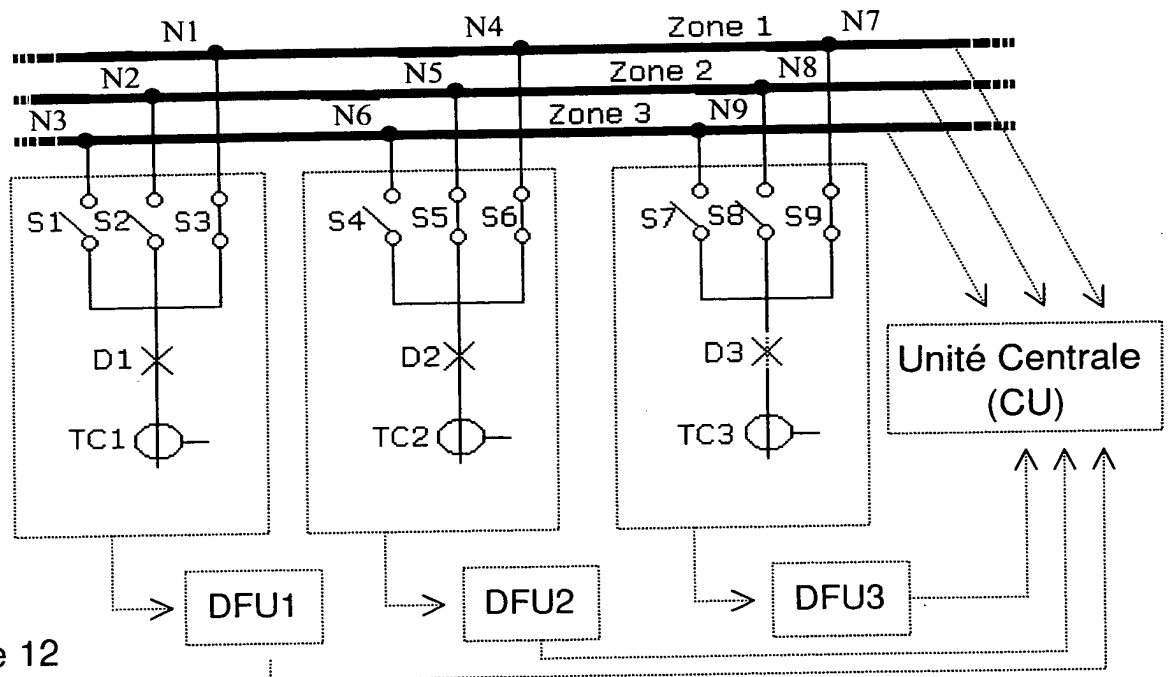 N1 N4 Zone 1 N7
N2 N5 Zone 2 N8
N3 N6 Zone 3 N9
S1 S2 S3 S4 S5 S6 S7 S8 S9
D1 D2 D3
Unité Centrale
(CU)
TC1 TC2 TC3
DFU1 DFU2 DFU3
e 12